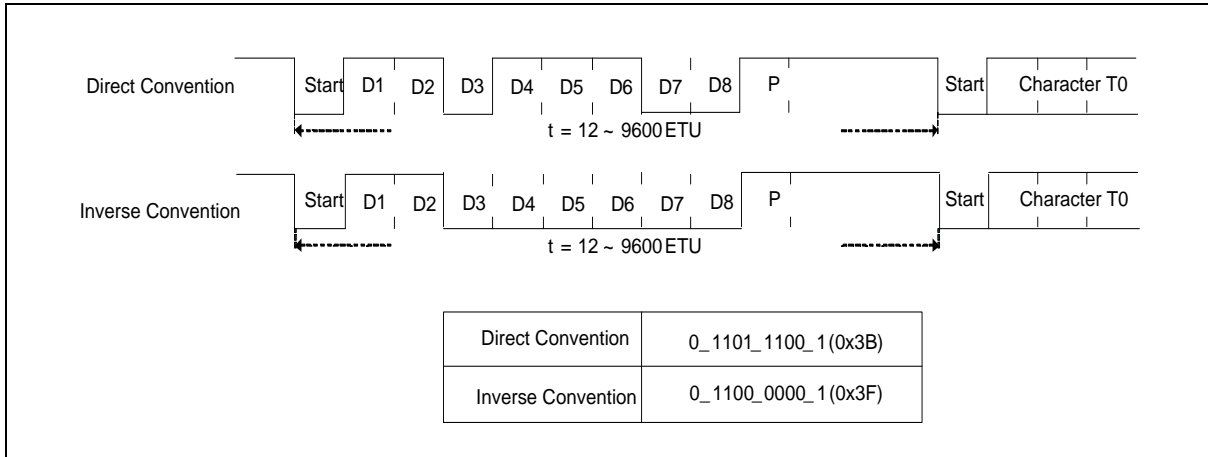 Direct Convention Start D1 D2 D3 D4 D5 D6 D7 D8 P Start Character T0
t = 12 ~ 9600 ETU
Inverse Convention Start D1 D2 D3 D4 D5 D6 D7 D8 P Start Character T0
t = 12 ~ 9600 ETU
Direct Convention 0_1101_1100_1 (0x3B)
Inverse Convention 0_1100_0000_1 (0x3F)